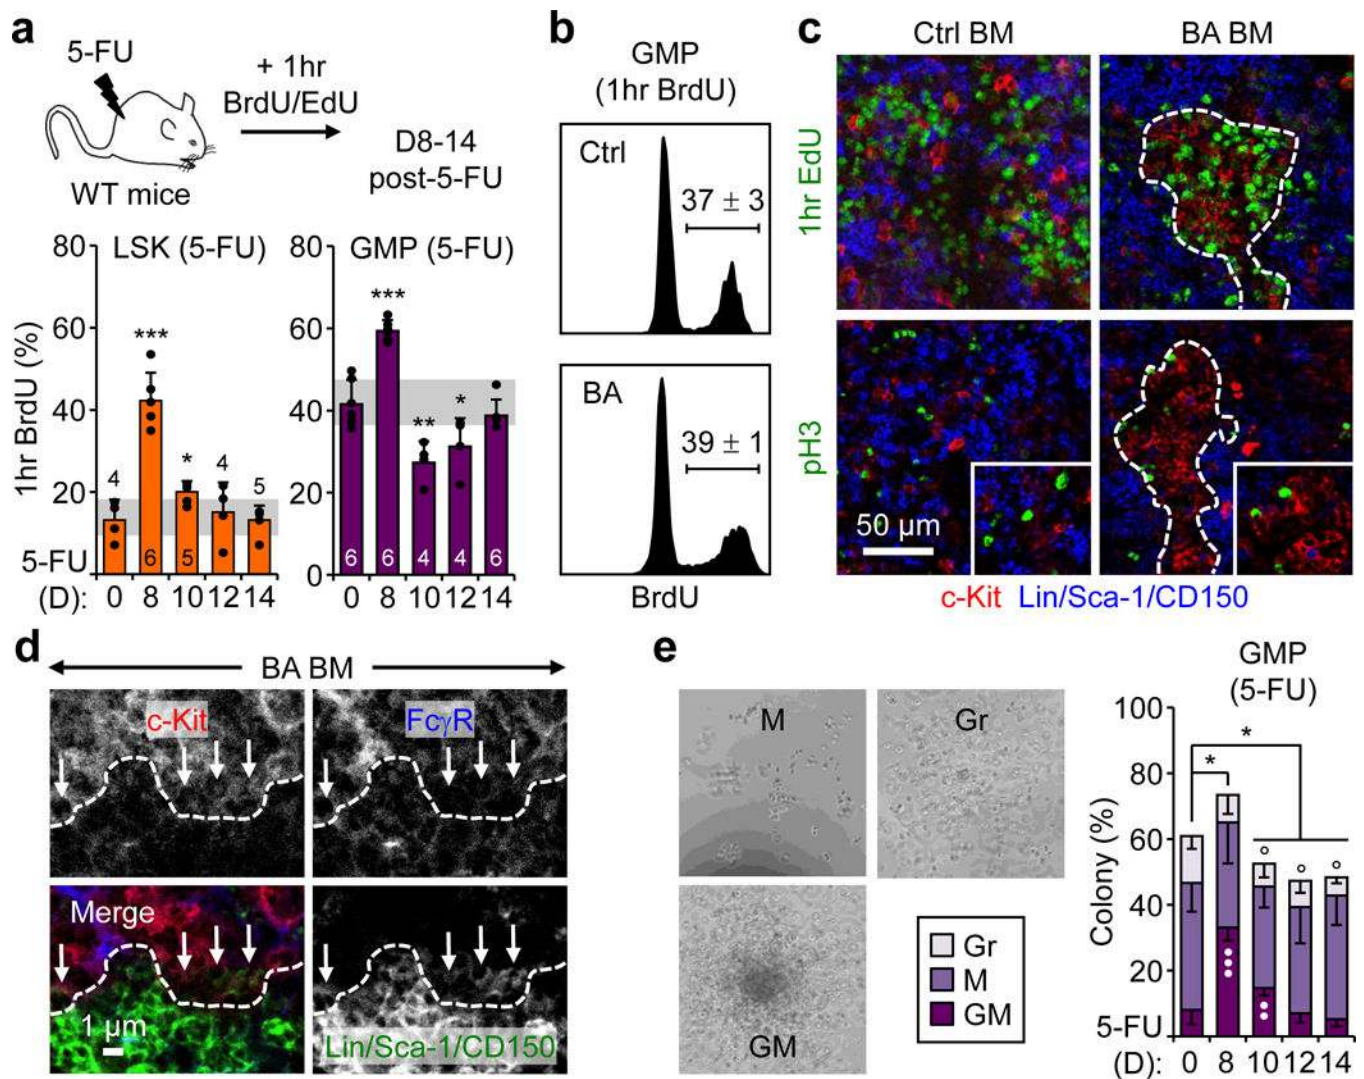 a
5-FU
+ 1hr
BrdU/EdU
WT mice
D8-14
post-5-FU
LSK (5-FU)
1hr BrdU (%)
80
60
40
20
0
***
*
4
4
5
6
5
5-FU
(D): 0 8 10 12 14
GMP (5-FU)
80
60
40
20
0
***
**
*
6 6 4 4 6
0 8 10 12 14
b
GMP
(1hr BrdU)
Ctrl
37 ± 3
BA
39 ± 1
BrdU
c
Ctrl BM
BA BM
1hr EdU
pH3
50 µm
c-Kit Lin/Sca-1/CD150
d
BA BM
c-Kit
FcγR
Merge
1 µm
Lin/Sca-1/CD150
e
M
Gr
GM
Gr
M
GM
GMP
(5-FU)
Colony (%)
100
80
60
40
20
*
*
5-FU
(D): 0 8 10 12 14